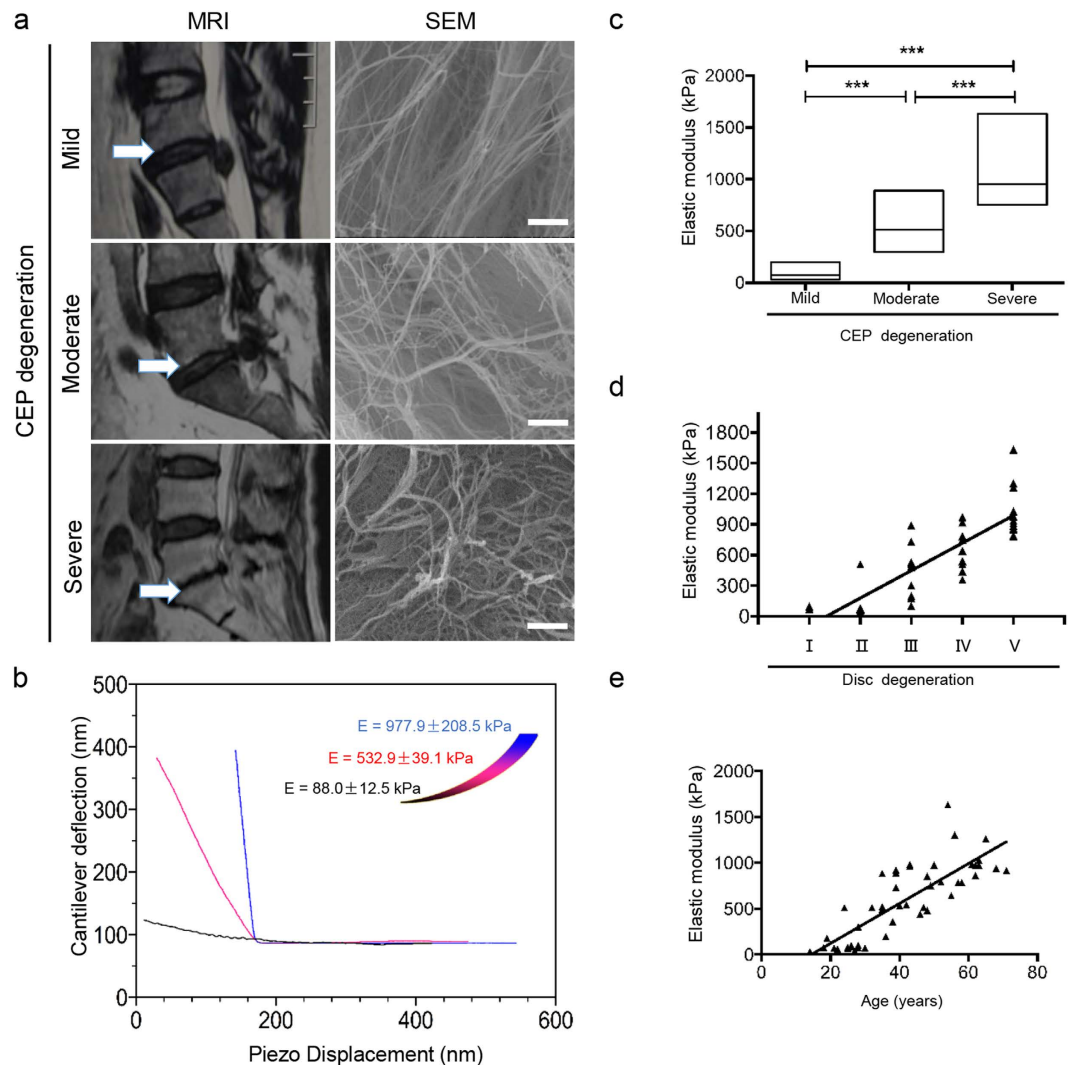 a
MRI
SEM
CEP degeneration
Mild
Moderate
Severe
b
Cantilever deflection (nm)
500
400
300
200
100
0
E = 977.9±208.5 kPa
E = 532.9±39.1 kPa
E = 88.0±12.5 kPa
0
200
400
600
Piezo Displacement (nm)
c
***
***
***
Elastic modulus (kPa)
2000
1500
1000
500
0
Mild
Moderate
Severe
CEP degeneration
d
Elastic modulus (kPa)
1800
1500
1200
900
600
300
0
Ⅰ
Ⅱ
Ⅲ
Ⅳ
Ⅴ
Disc degeneration
e
Elastic modulus (kPa)
2000
1500
1000
500
0
0
20
40
60
80
Age (years)